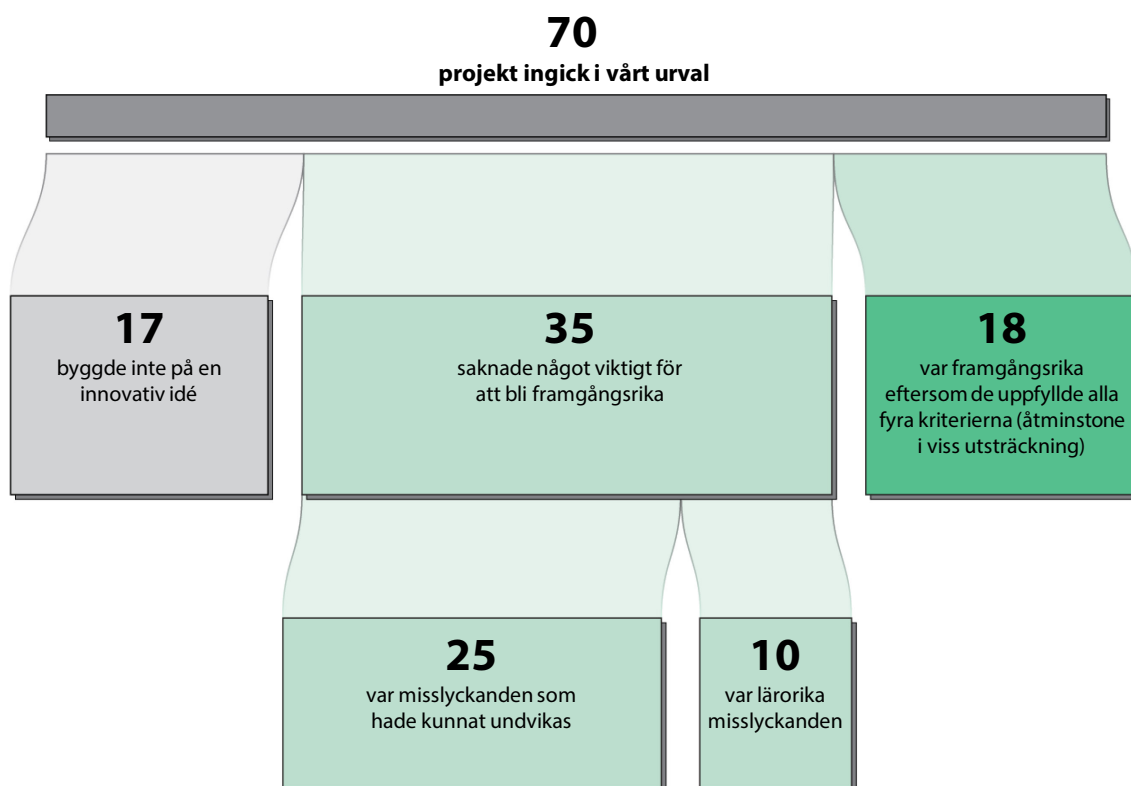 70
projekt ingick i vårt urval
17
byggde inte på en
innovativ idé
35
saknade något viktigt för
att bli framgångsrika
18
var framgångsrika
eftersom de uppfyllde alla
fyra kriterierna (åtminstone
i viss utsträckning)
25
var misslyckanden som
hade kunnat undvikas
10
var lärorika
misslyckanden